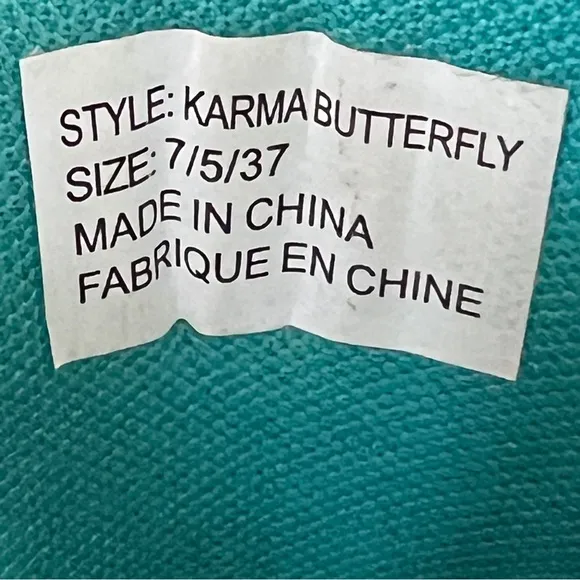 STYLE: KARMA BUTTERFLY
SIZE: 7/5/37
MADE IN CHINA
FABRIQUE EN CHINE